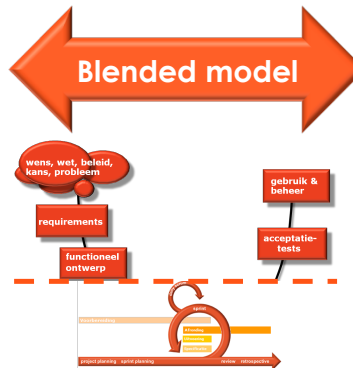 Blended model
wens, wet, beleid,
kans, probleem
gebruik &
beheer
requirements
acceptatie-
tests
functioneel
ontwerp
sprint
project planning sprint planning review retrospective